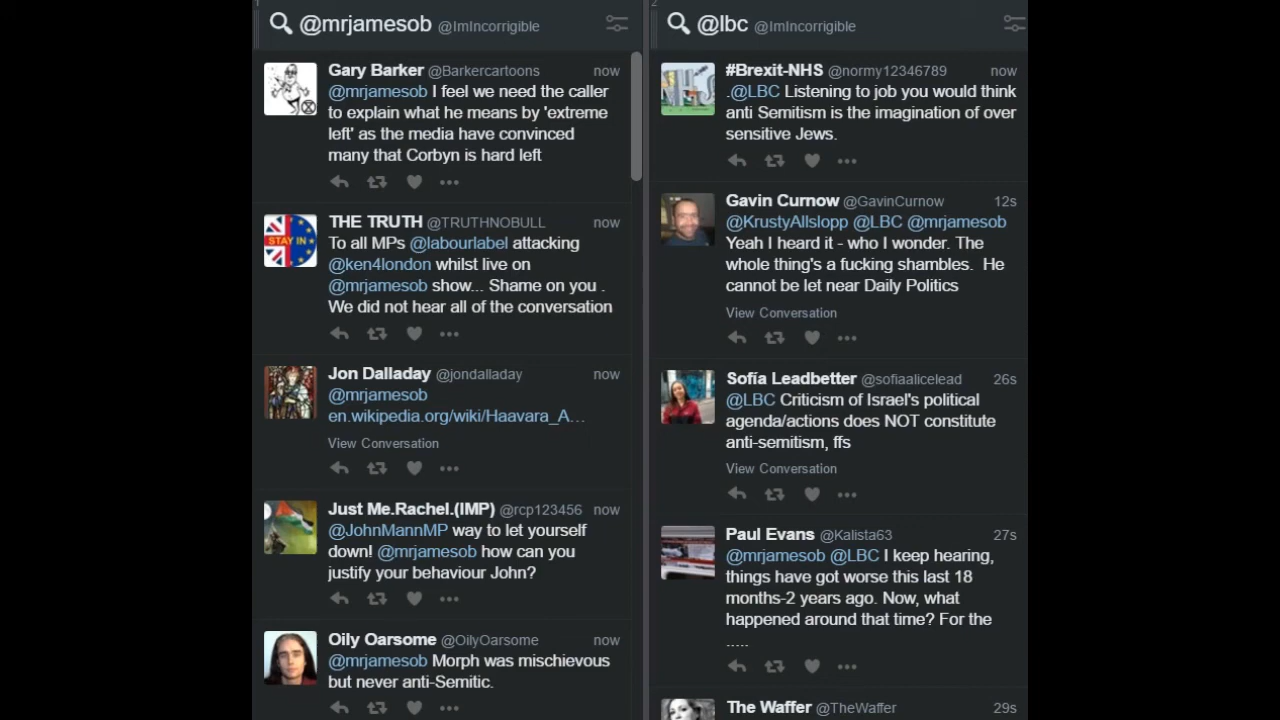 1
@mrjamesob @ImIncorrigible
Gary Barker @Barkercartoons now
@mrjamesob I feel we need the caller
to explain what he means by 'extreme
left' as the media have convinced
many that Corbyn is hard left
THE TRUTH @TRUTHNOBULL now
STAY IN
To all MPs @labourlabel attacking
@ken4london whilst live on
@mrjamesob show... Shame on you .
We did not hear all of the conversation
Jon Dalladay @jondalladay now
@mrjamesob
en.wikipedia.org/wiki/Haavara_A…
View Conversation
Just Me.Rachel.(IMP) @rcp123456 now
@JohnMannMP way to let yourself
down! @mrjamesob how can you
justify your behaviour John?
Oily Oarsome @OilyOarsome now
@mrjamesob Morph was mischievous
but never anti-Semitic.
2
@lbc @ImIncorrigible
#Brexit-NHS @normy12346789 now
NHS
.@LBC Listening to job you would think
anti Semitism is the imagination of over
sensitive Jews.
Gavin Curnow @GavinCurnow 12s
@KrustyAllslopp @LBC @mrjamesob
Yeah I heard it - who I wonder. The
whole thing's a fucking shambles. He
cannot be let near Daily Politics
View Conversation
Sofía Leadbetter @sofiaalicelead 26s
@LBC Criticism of Israel's political
agenda/actions does NOT constitute
anti-semitism, ffs
View Conversation
Paul Evans @Kalista63 27s
@mrjamesob @LBC I keep hearing,
things have got worse this last 18
months-2 years ago. Now, what
happened around that time? For the
.....
The Waffer @TheWaffer 29s